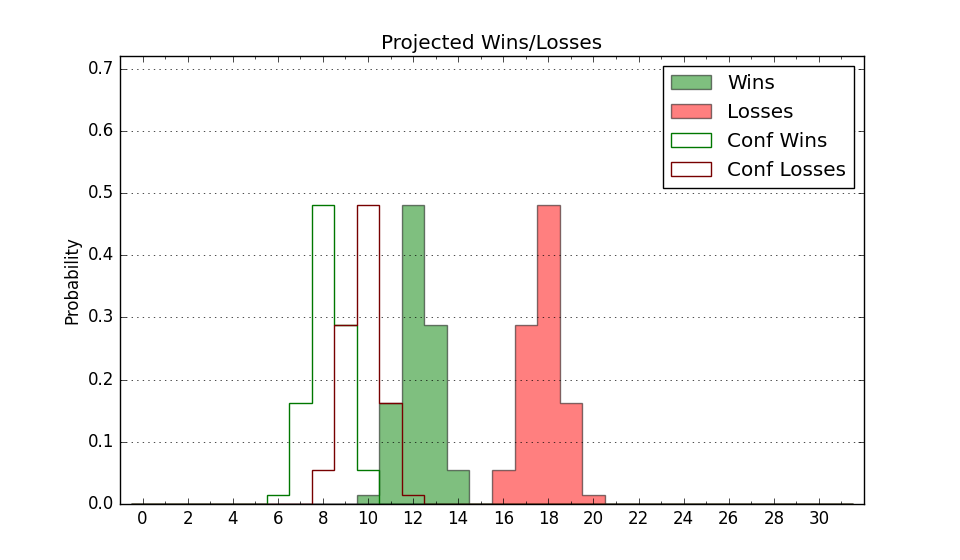 Projected Wins/Losses
0.7
0.6
0.5
0.4
0.3
0.2
0.1
0.0
Probability
Wins
Losses
Conf Wins
Conf Losses
0 2 4 6 8 10 12 14 16 18 20 22 24 26 28 30